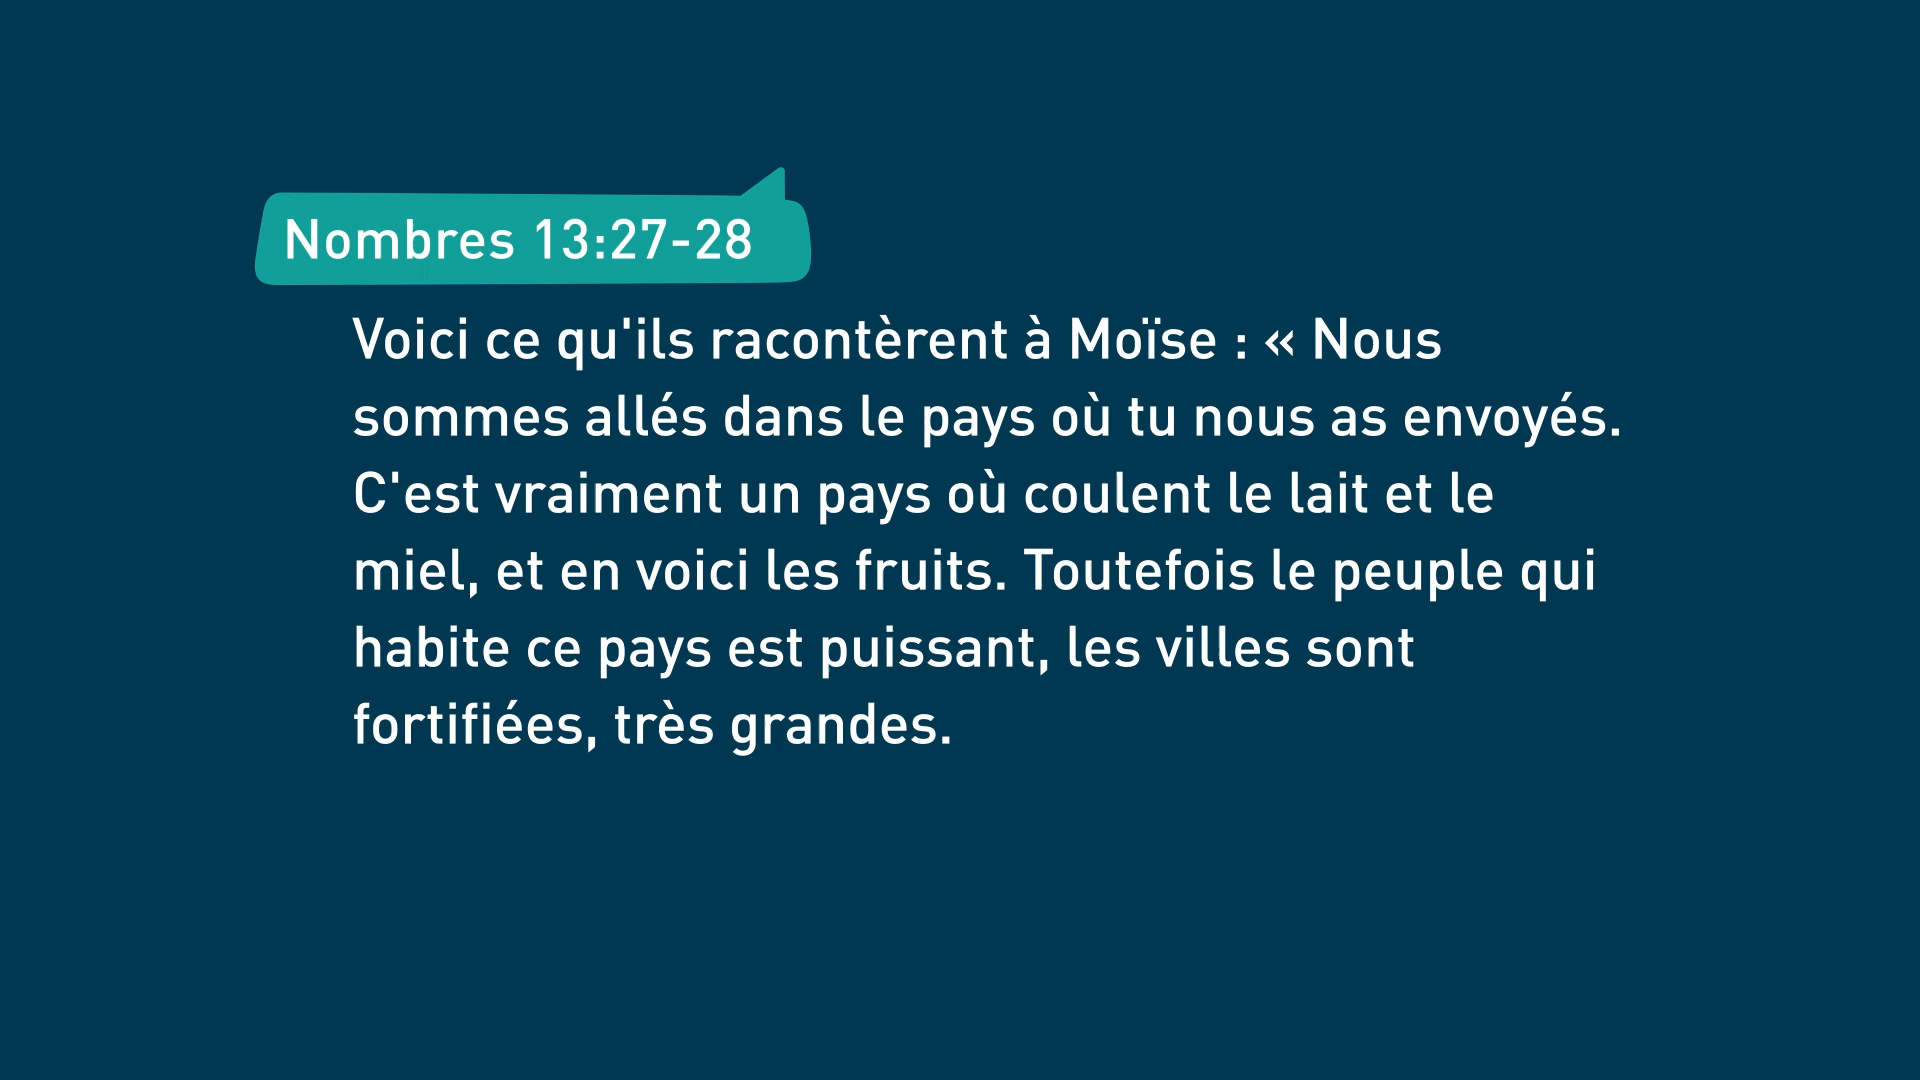 Nombres 13:27-28
Voici ce qu'ils racontèrent à Moïse : « Nous
sommes allés dans le pays où tu nous as envoyés.
C'est vraiment un pays où coulent le lait et le
miel, et en voici les fruits. Toutefois le peuple qui
habite ce pays est puissant, les villes sont
fortifiées, très grandes.